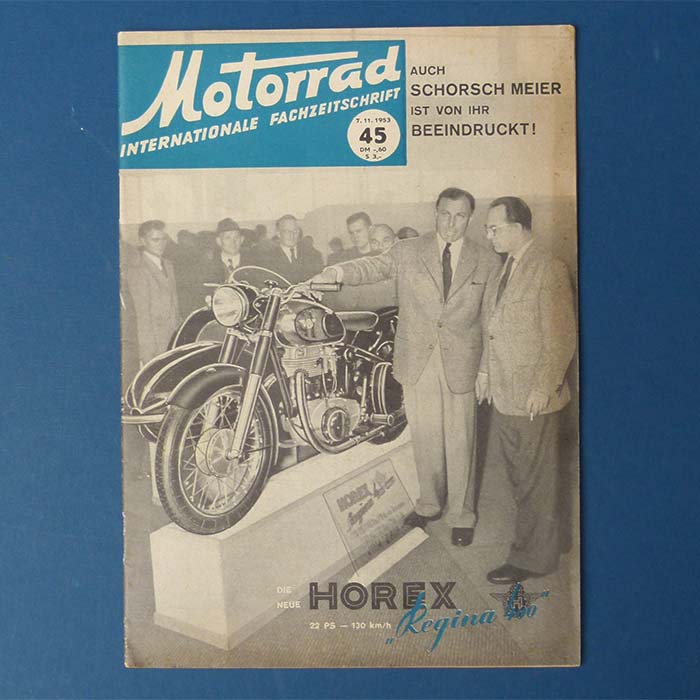 Motorrad
INTERNATIONALE FACHZEITSCHRIFT
7.11.1953
45
DM -,60
S 3,-
AUCH
SCHORSCH MEIER
IST VON IHR
BEEINDRUCKT!
HOREX
Regina
DIE
NEUE
HOREX
22 PS — 130 km/h
„Regina 400"
H